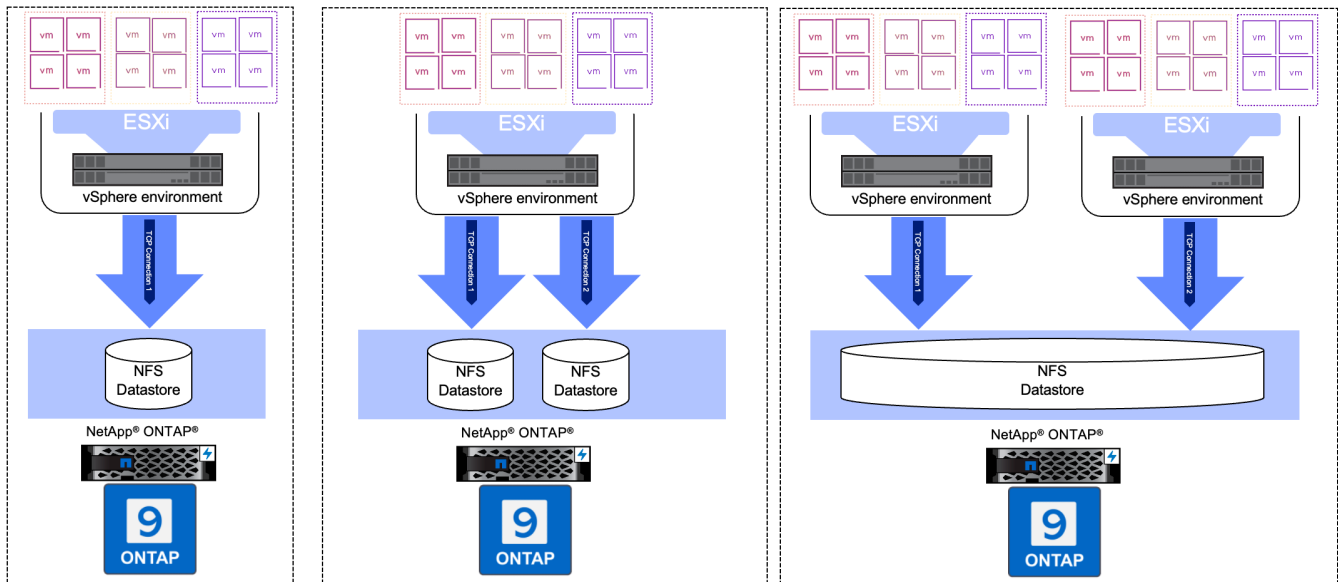 vm vm vm vm vm vm
vm vm vm vm vm vm
ESXi
vSphere environment
TCP Connection 1
NFS
Datastore
NetApp® ONTAP®
9
ONTAP
vm vm vm vm vm vm
vm vm vm vm vm vm
ESXi
vSphere environment
TCP Connection 1
TCP Connection 2
NFS
Datastore
NFS
Datastore
NetApp® ONTAP®
9
ONTAP
vm vm vm vm vm vm
vm vm vm vm vm vm
ESXi
vSphere environment
TCP Connection 1
vm vm vm vm vm vm
vm vm vm vm vm vm
ESXi
vSphere environment
TCP Connection 2
NFS
Datastore
NetApp® ONTAP®
9
ONTAP